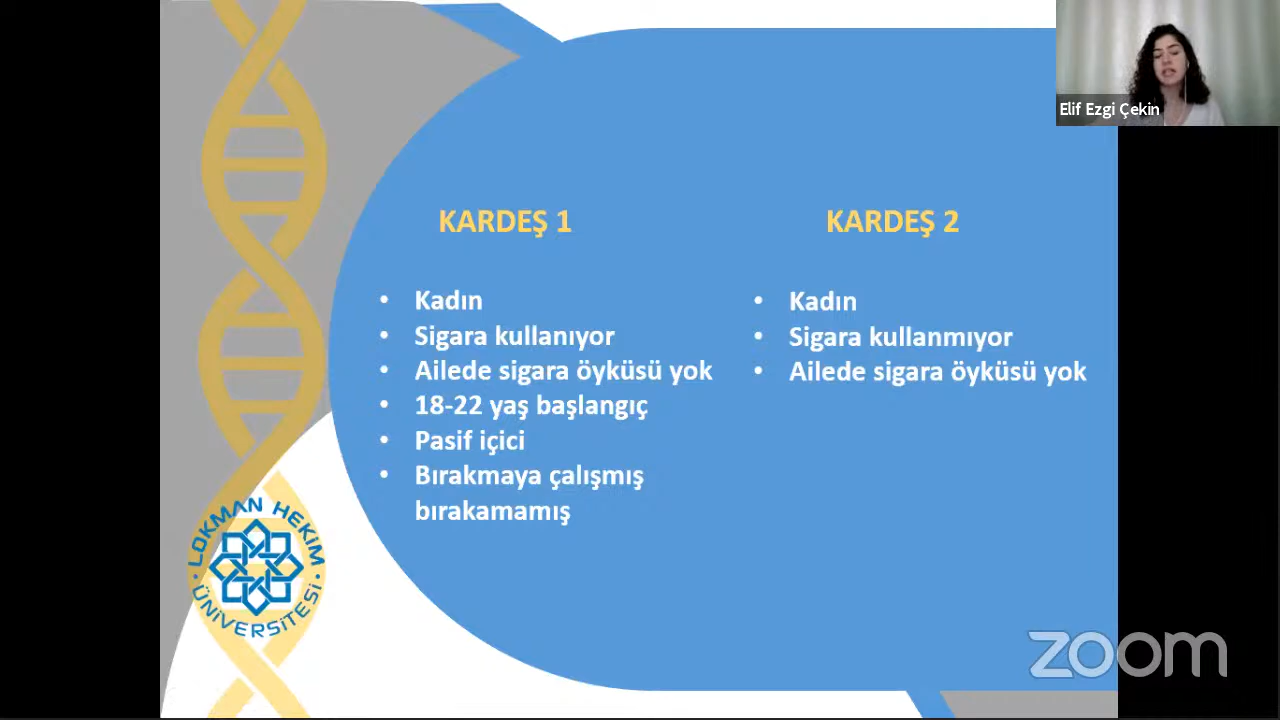 Elif Ezgi Çekin
KARDEŞ 1
• Kadın
• Sigara kullanıyor
• Ailede sigara öyküsü yok
• 18-22 yaş başlangıç
• Pasif içici
• Bırakmaya çalışmış
bırakamamış
KARDEŞ 2
• Kadın
• Sigara kullanmıyor
• Ailede sigara öyküsü yok
LOKMAN HEKİM
ÜNİVERSİTESİ
zoom